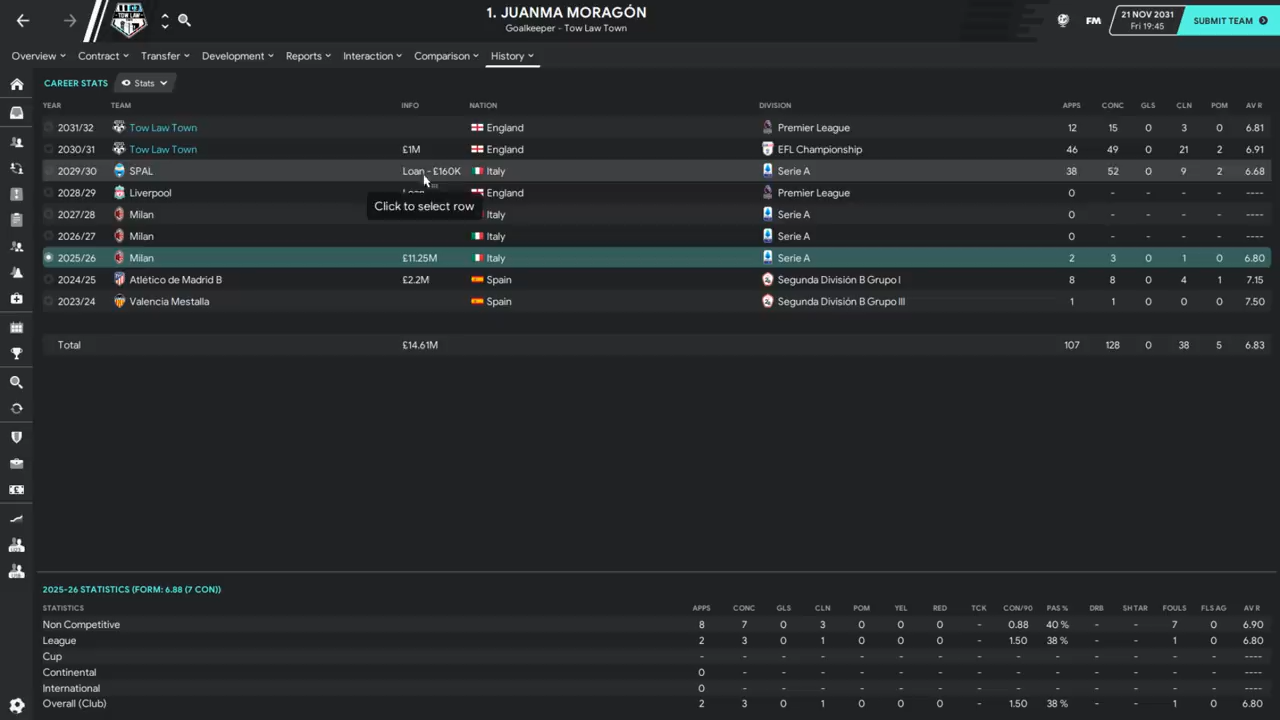 1. JUANMA MORAGÓN
Goalkeeper - Tow Law Town
FM
21 NOV 2031
Fri 19:45
SUBMIT TEAM
Overview Contract Transfer Development Reports Interaction Comparison History
CAREER STATS Stats
YEAR TEAM INFO NATION DIVISION APPS CONC GLS CLN POM AV R
2031/32 Tow Law Town England Premier League 12 15 0 3 0 6.81
2030/31 Tow Law Town £1M England EFL Championship 46 49 0 21 2 6.91
2029/30 SPAL Loan - £160K Italy Serie A 38 52 0 9 2 6.68
2028/29 Liverpool England Premier League 0 - - - - ----
Click to select row
2027/28 Milan Italy Serie A 0 - - - - ----
2026/27 Milan Italy Serie A 0 - - - - ----
2025/26 Milan £11.25M Italy Serie A 2 3 0 1 0 6.80
2024/25 Atlético de Madrid B £2.2M Spain Segunda División B Grupo I 8 8 0 4 1 7.15
2023/24 Valencia Mestalla Spain Segunda División B Grupo III 1 1 0 0 0 7.50
Total £14.61M 107 128 0 38 5 6.83
2025-26 STATISTICS (FORM: 6.88 (7 CON))
STATISTICS APPS CONC GLS CLN POM YEL RED TCK CON/90 PAS % DRB SH TAR FOULS FLS AG AV R
Non Competitive 8 7 0 3 0 0 0 - 0.88 40 % - - 7 0 6.90
League 2 3 0 1 0 0 0 - 1.50 38 % - - 1 0 6.80
Cup - - - - - - - - - - - - - - ----
Continental 0 - - - - - - - - - - - - - ----
International 0 - - - - - - - - - - - - - ----
Overall (Club) 2 3 0 1 0 0 0 - 1.50 38 % - - 1 0 6.80